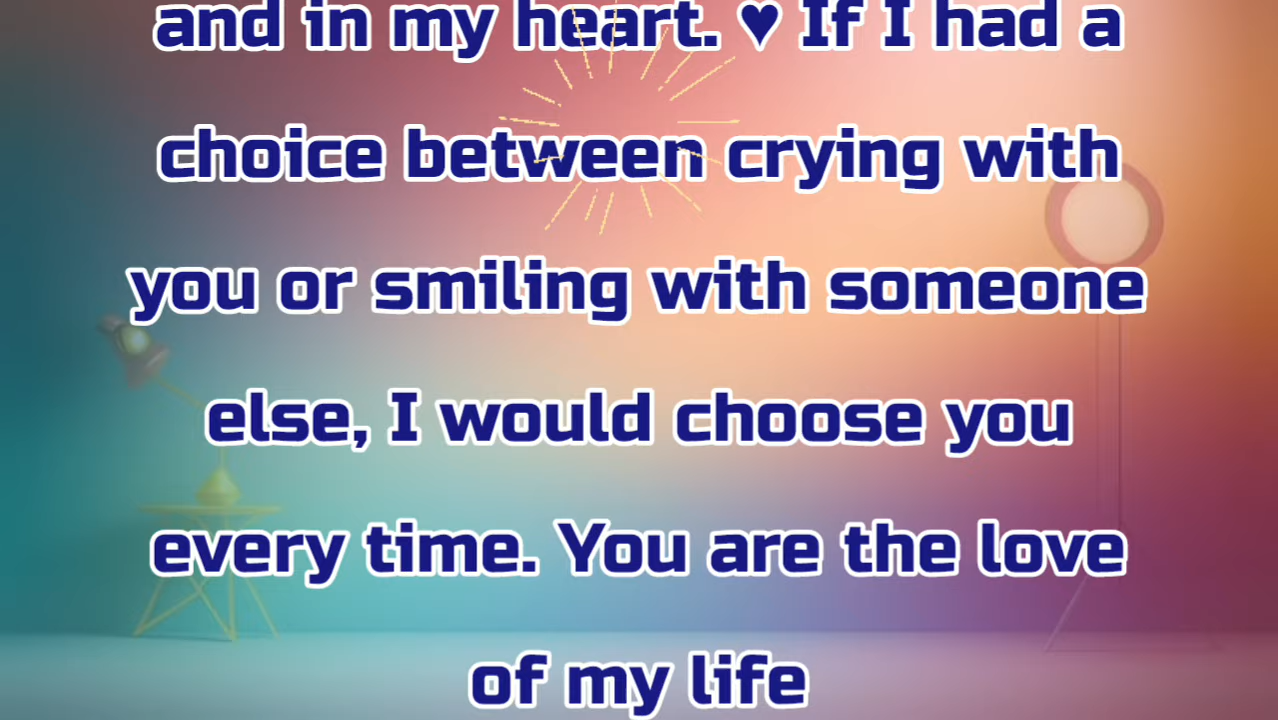 and in my heart. ♥ If I had a
choice between crying with
you or smiling with someone
else, I would choose you
every time. You are the love
of my life